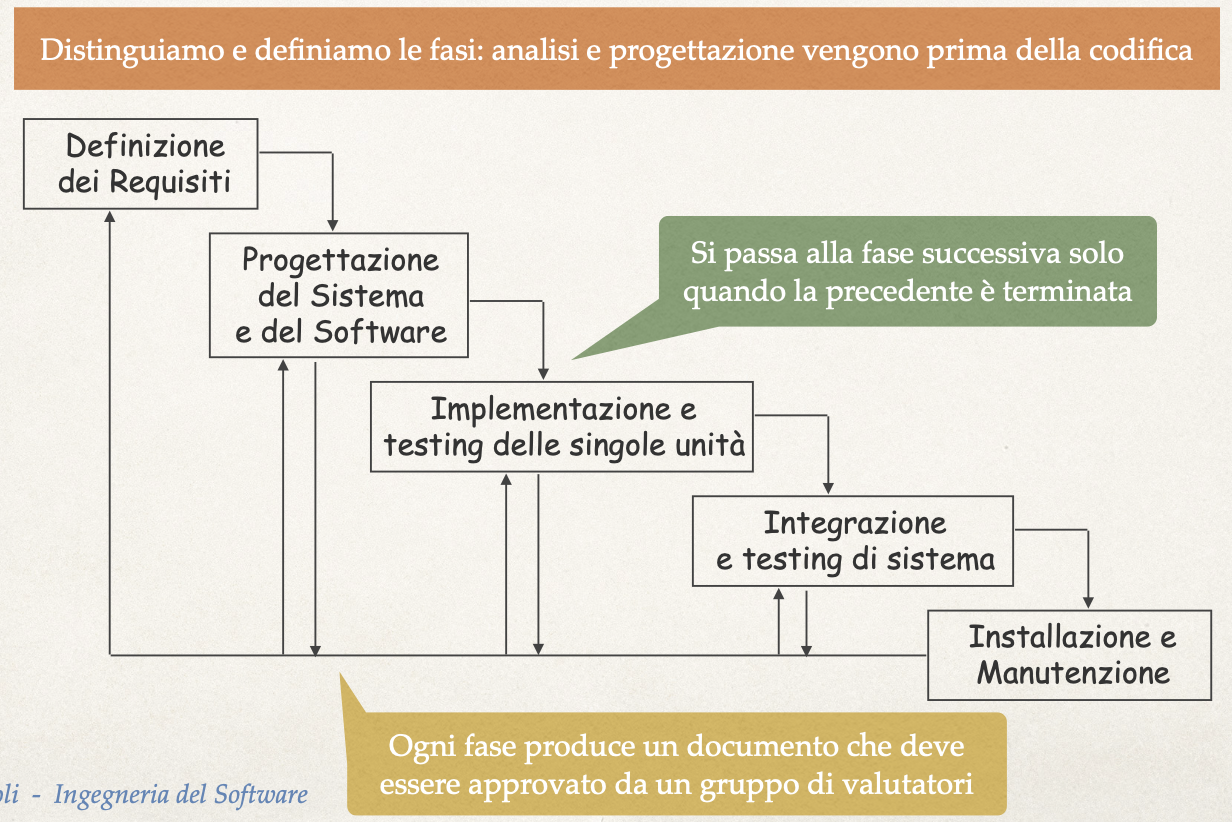 Distinguiamo e definiamo le fasi: analisi e progettazione vengono prima della codifica
Definizione
dei Requisiti
Progettazione
del Sistema
e del Software
Si passa alla fase successiva solo
quando la precedente è terminata
Implementazione e
testing delle singole unità
Integrazione
e testing di sistema
Installazione e
Manutenzione
Ogni fase produce un documento che deve
essere approvato da un gruppo di valutatori
- Ingegneria del Software